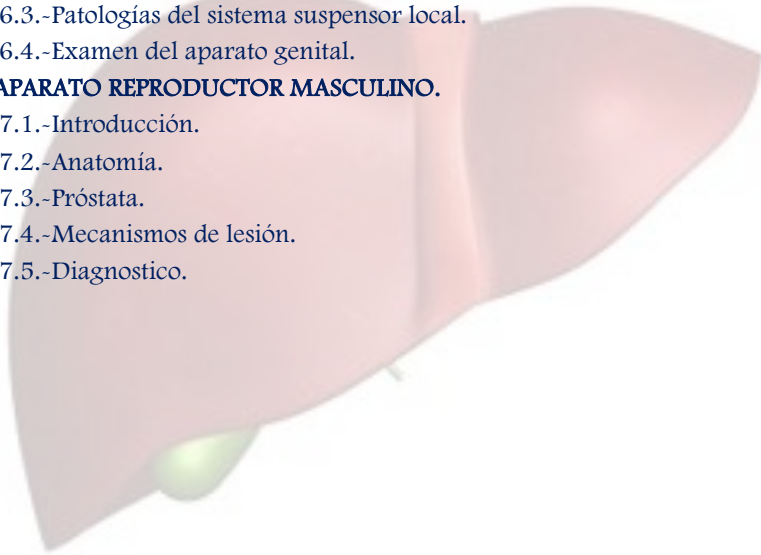 6.3.-Patologías del sistema suspensor local.
6.4.-Examen del aparato genital.
APARATO REPRODUCTOR MASCULINO.
7.1.-Introducción.
7.2.-Anatomía.
7.3.-Próstata.
7.4.-Mecanismos de lesión.
7.5.-Diagnostico.